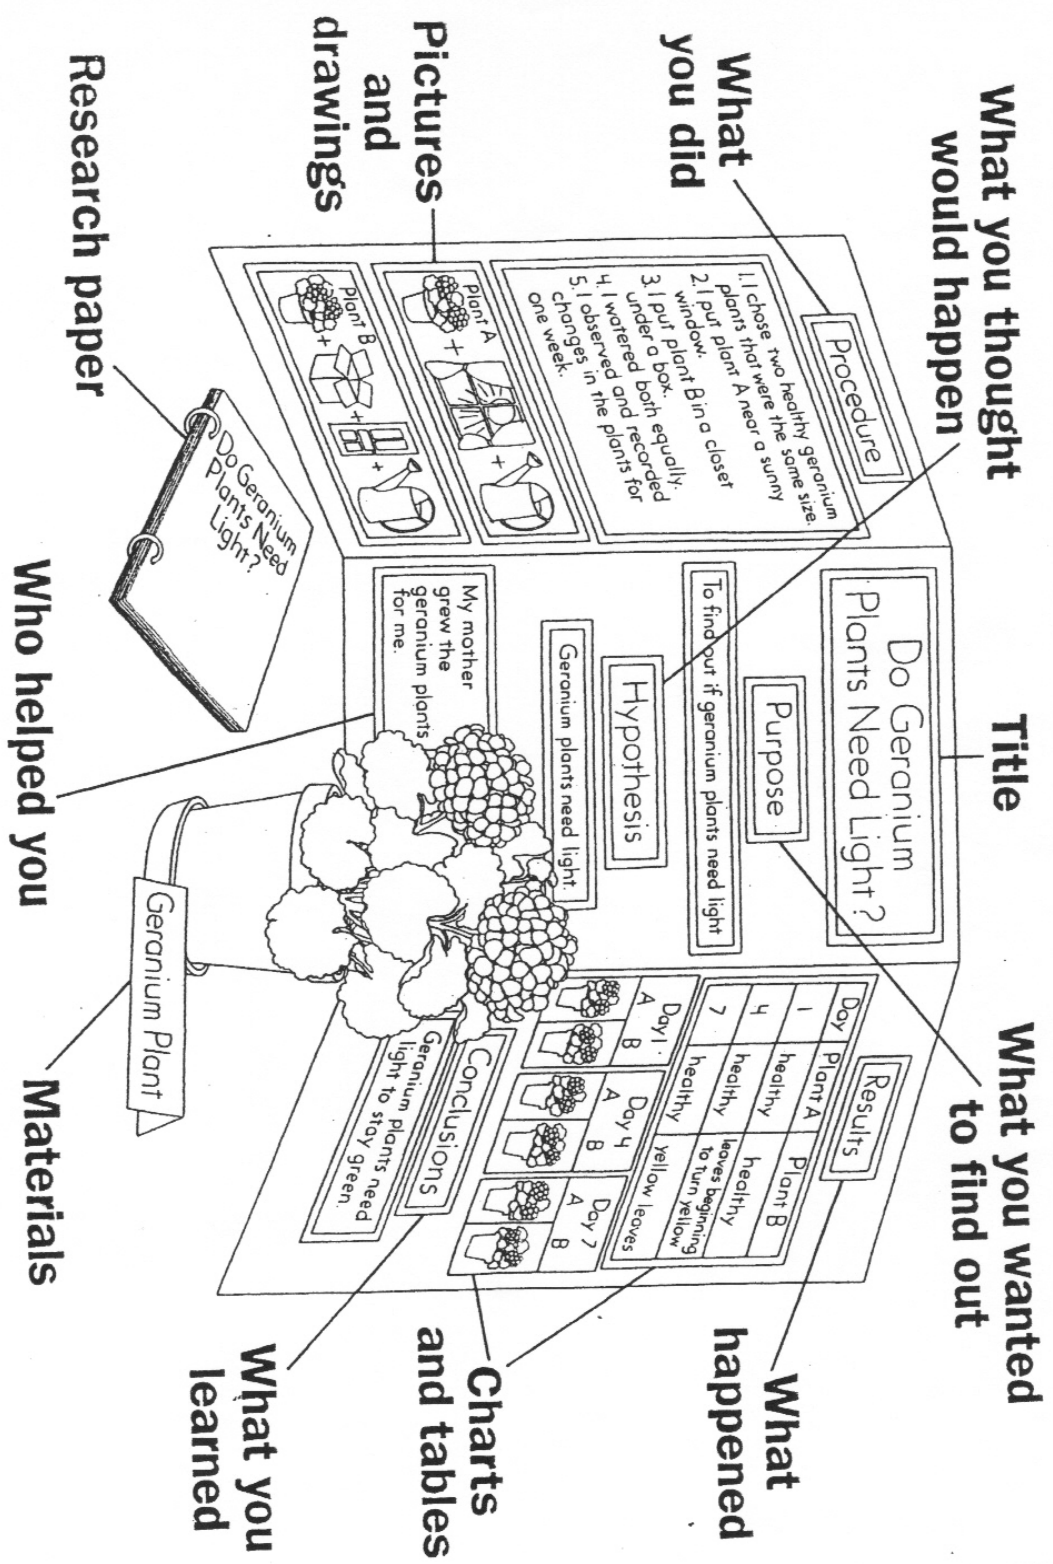 What you thought
would happen
Title
What you wanted
to find out
What
you did
Pictures
and
drawings
Research paper
Procedure
1. I chose two healthy geranium
plants that were the same size.
2. I put plant A near a sunny
window.
3. I put plant B in a closet
under a box.
4. I watered both equally.
5. I observed and recorded
changes in the plants for
one week.
Plant A
+
+
Plant B
+
+
+
Do Geranium
Plants Need Light?
Purpose
To find out if geranium plants need light
Hypothesis
Geranium plants need light.
My mother
grew the
geranium plants
for me.
Results
Day Plant A Plant B
1 healthy healthy
4 healthy leaves beginning
to turn yellow
7 healthy yellow leaves
Day 1 Day 4 Day 7
A B A B A B
Conclusions
Geranium plants need
light to stay green.
Do Geranium
Plants Need
Light?
Geranium Plant
What
happened
Charts
and tables
What you
learned
Who helped you
Materials